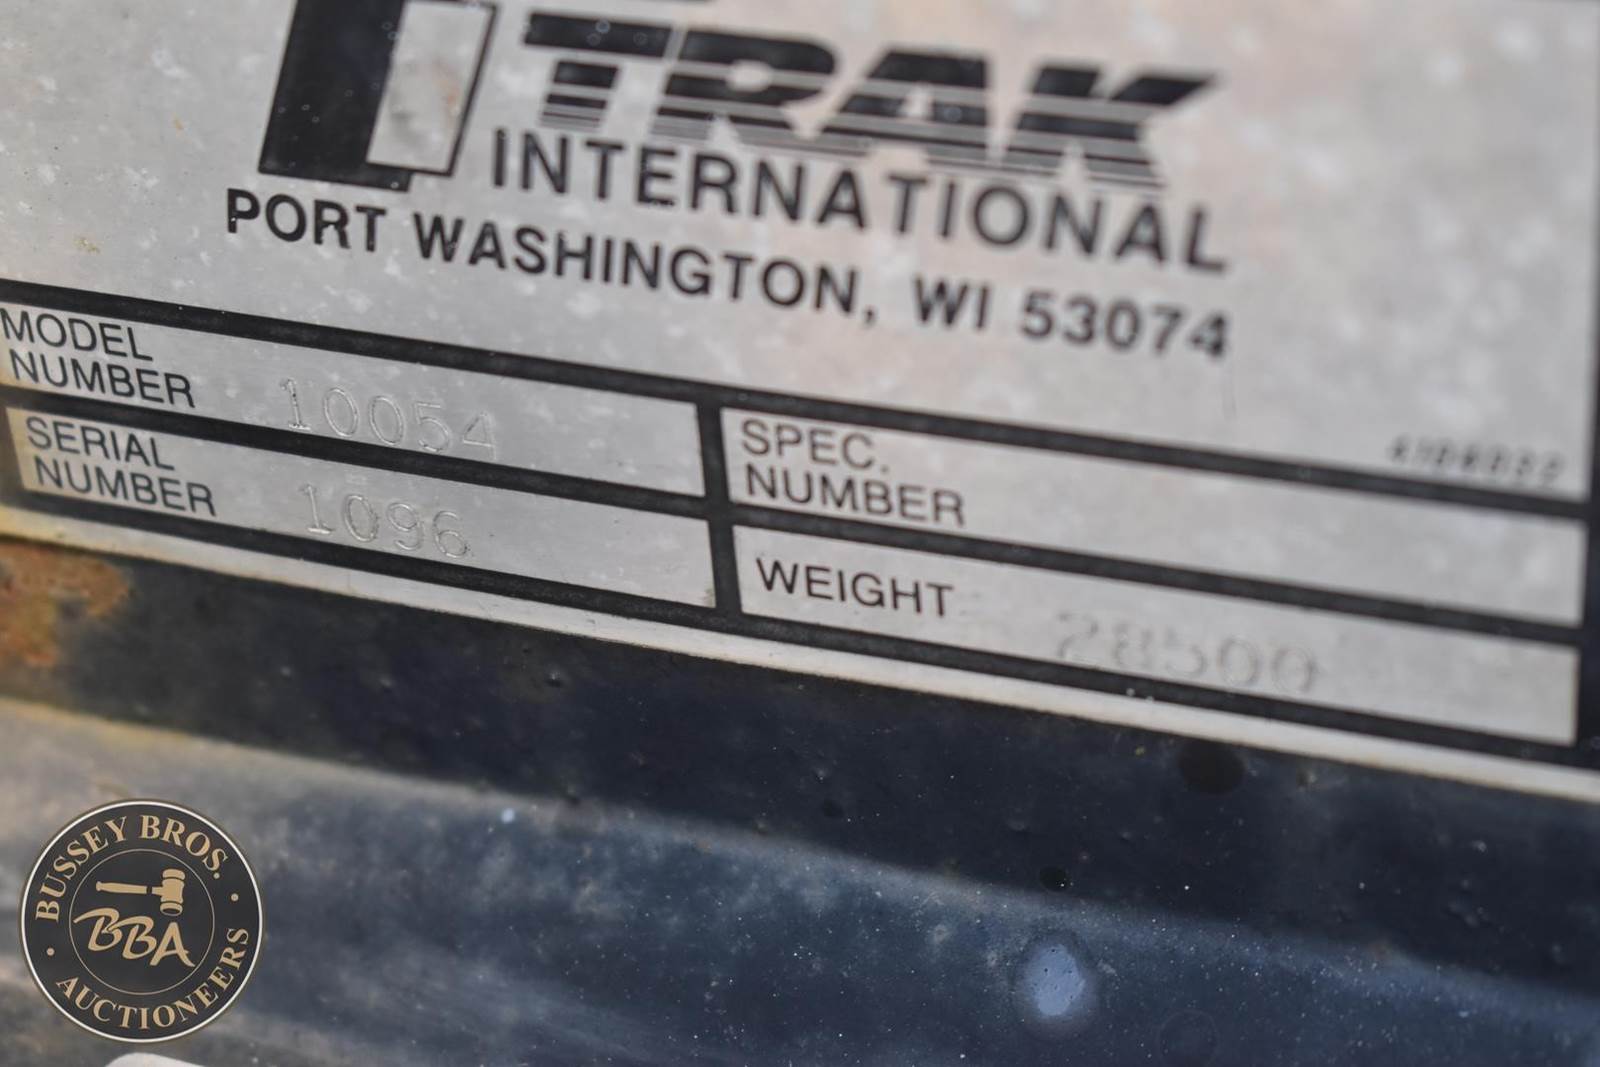 TRAK
INTERNATIONAL
PORT WASHINGTON, WI 53074
MODEL
NUMBER 10054
SERIAL
NUMBER 1096
SPEC.
NUMBER
WEIGHT 28500
BUSSEY BROS.
BBA
AUCTIONEERS